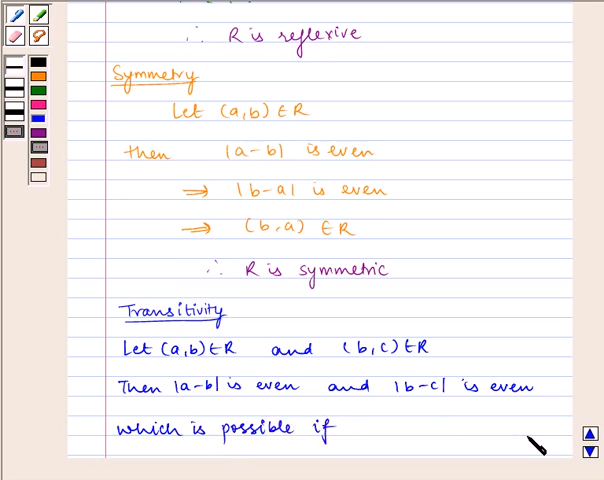 ∴ R is reflexive
Symmetry
Let (a,b) ∈ R
then |a-b| is even
⇒ |b-a| is even
⇒ (b,a) ∈ R
∴ R is symmetric
Transitivity
Let (a,b) ∈ R and (b,c) ∈ R
Then |a-b| is even and |b-c| is even
which is possible if